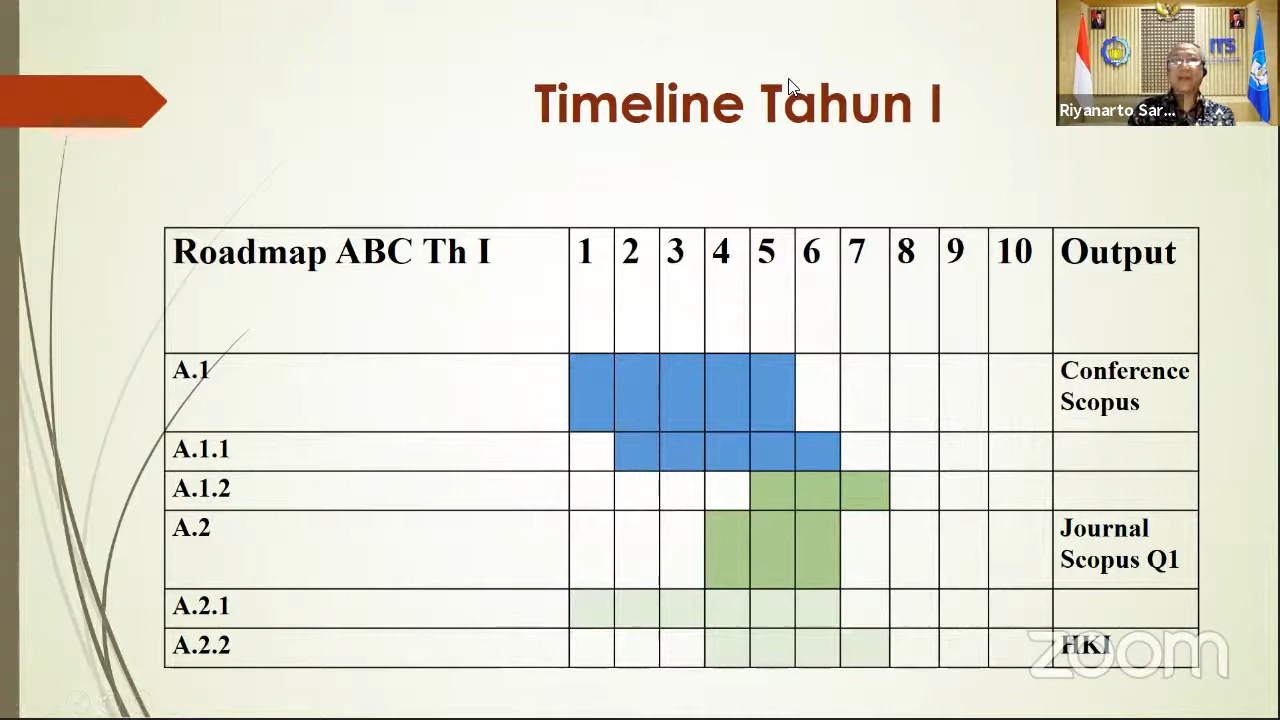 Timeline Tahun I
ITS
Riyanarto Sar...
Roadmap ABC Th I 1 2 3 4 5 6 7 8 9 10 Output
A.1 Conference
Scopus
A.1.1
A.1.2
A.2 Journal
Scopus Q1
A.2.1
A.2.2 HKI
zoom